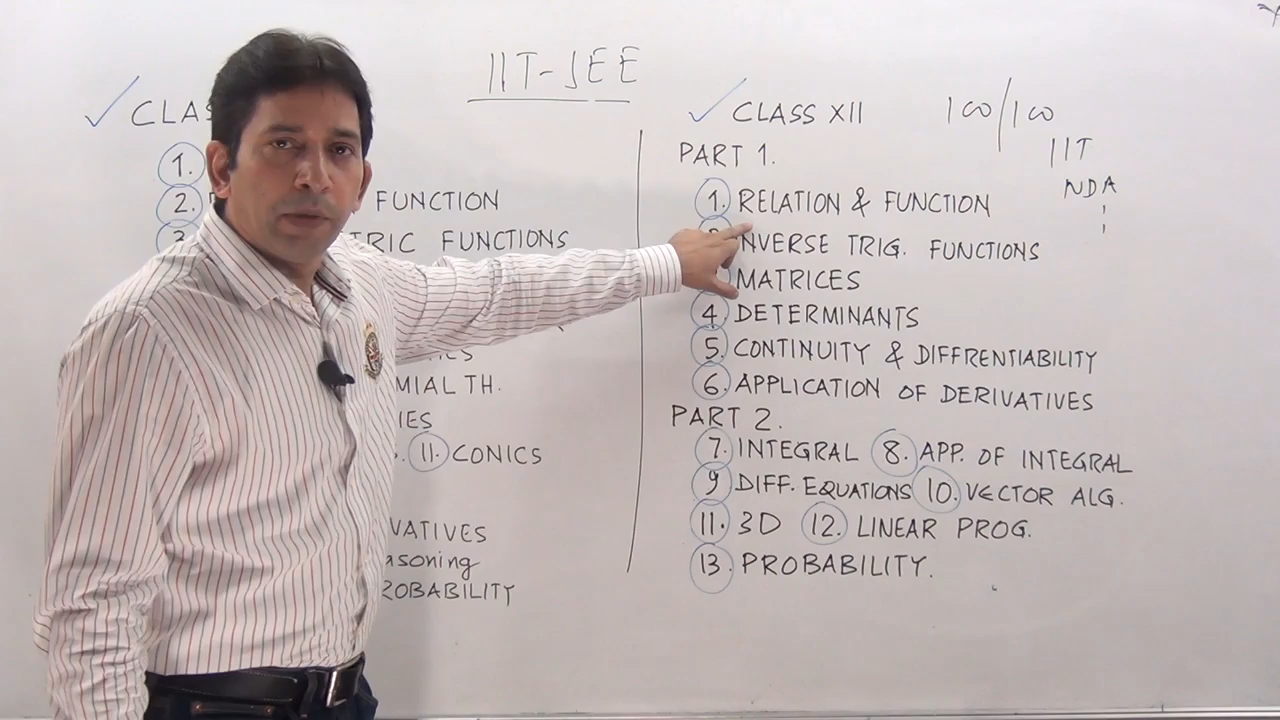 IIT-JEE
CLAS
1.
2. FUNCTION
3. TRIC FUNCTIONS
MIAL TH.
IES
11. CONICS
VATIVES
asoning
ROBABILITY
CLASS XII 100/100
PART 1. IIT
NDA
1. RELATION & FUNCTION
NVERSE TRIG. FUNCTIONS
MATRICES
4 DETERMINANTS
5. CONTINUITY & DIFFRENTIABILITY
6. APPLICATION OF DERIVATIVES
PART 2.
7. INTEGRAL 8. APP. OF INTEGRAL
9 DIFF. EQUATIONS 10. VECTOR ALG.
11. 3D 12. LINEAR PROG.
13. PROBABILITY.